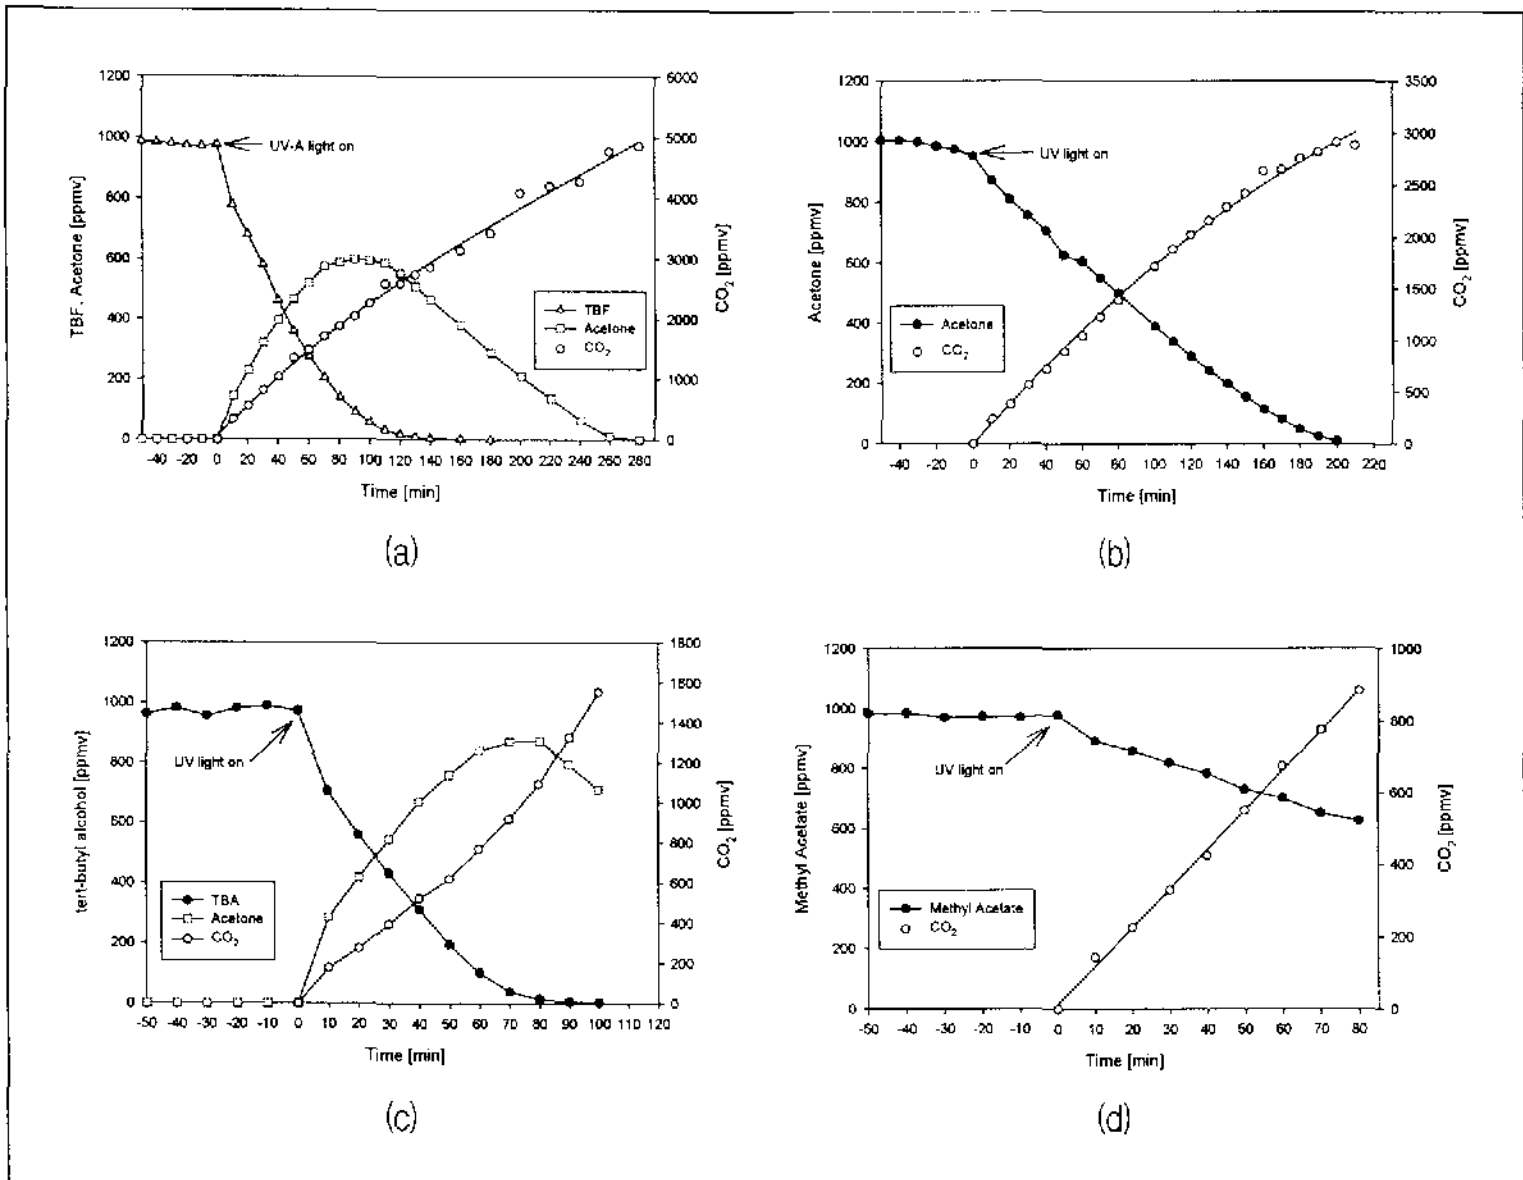 1200
1000
800
600
400
200
0
6000
5000
4000
3000
2000
1000
0
UV-A light on
TBF, Acetone [ppmv]
CO2 [ppmv]
TBF
Acetone
CO2
-40 -20 0 20 40 60 80 100 120 140 160 180 200 220 240 260 280
Time [min]
(a)
1200
1000
800
600
400
200
0
3500
3000
2500
2000
1500
1000
500
0
UV light on
Acetone [ppmv]
CO2 [ppmv]
Acetone
CO2
-40 -20 0 20 40 60 80 100 120 140 160 180 200 220
Time [min]
(b)
1200
1000
800
600
400
200
0
1800
1600
1400
1200
1000
800
600
400
200
0
UV light on
tert-butyl alcohol [ppmv]
CO2 [ppmv]
TBA
Acetone
CO2
-50 -40 -30 -20 -10 0 10 20 30 40 50 60 70 80 90 100 110 120
Time [min]
(c)
1200
1000
800
600
400
200
0
1000
800
600
400
200
0
UV light on
Methyl Acetate [ppmv]
CO2 [ppmv]
Methyl Acetate
CO2
-50 -40 -30 -20 -10 0 10 20 30 40 50 60 70 80
Time [min]
(d)